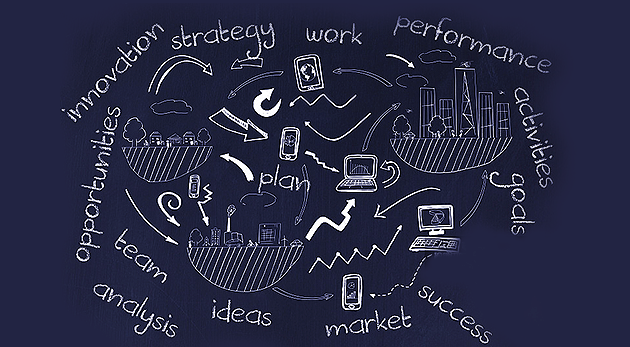 innovation
strategy
work
performance
opportunities
activities
plan
goals
team
analysis
ideas
market
success